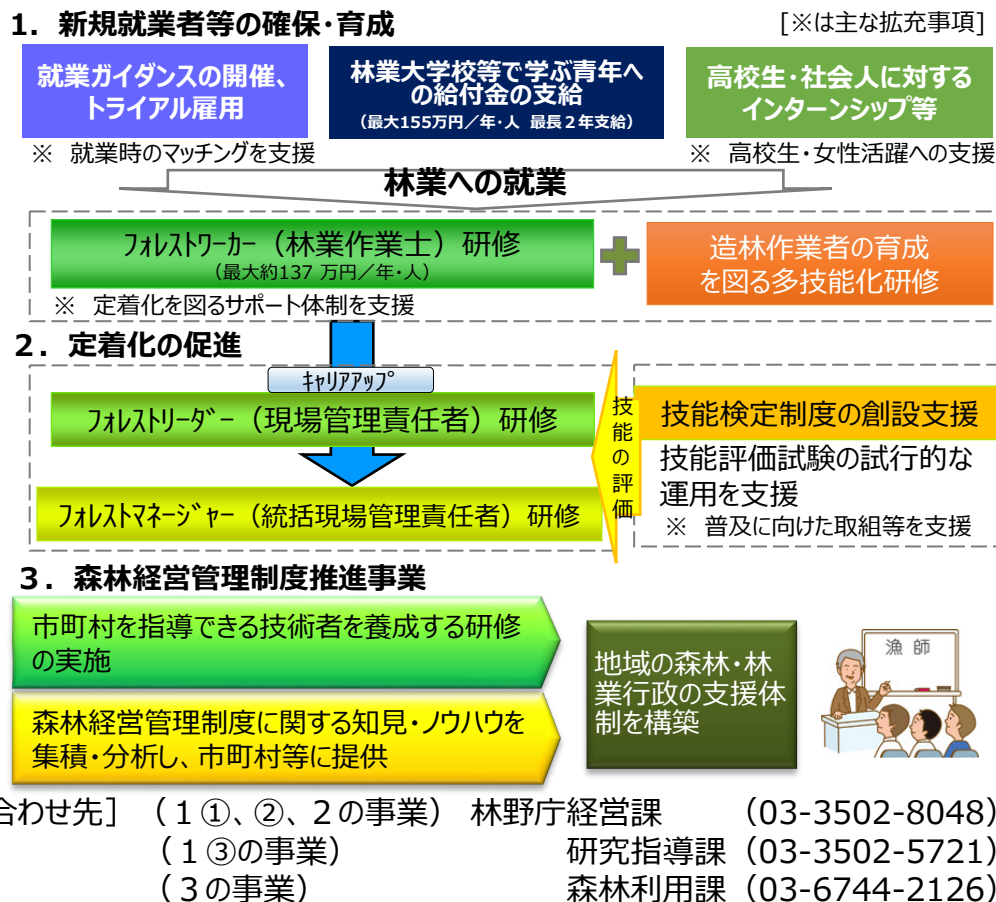 1．新規就業者等の確保･育成
[※は主な拡充事項]
就業ガイダンスの開催、
トライアル雇用
林業大学校等で学ぶ青年へ
の給付金の支給
（最大155万円／年･人 最長２年支給）
高校生・社会人に対する
インターンシップ等
※ 就業時のマッチングを支援
※ 高校生・女性活躍への支援
林業への就業
ﾌｫﾚｽﾄﾜｰｶｰ（林業作業士）研修
（最大約137 万円／年･人）
造林作業者の育成
を図る多技能化研修
※ 定着化を図るサポート体制を支援
２．定着化の促進
ｷｬﾘｱｱｯﾌﾟ
ﾌｫﾚｽﾄﾘｰﾀﾞｰ（現場管理責任者）研修
ﾌｫﾚｽﾄﾏﾈｰｼﾞｬｰ（統括現場管理責任者）研修
技能の評価
技能検定制度の創設支援
技能評価試験の試行的な
運用を支援
※ 普及に向けた取組等を支援
３．森林経営管理制度推進事業
市町村を指導できる技術者を養成する研修
の実施
森林経営管理制度に関する知見・ノウハウを
集積・分析し、市町村等に提供
地域の森林・林
業行政の支援体
制を構築
漁 師
合わせ先］ （１①、②、２の事業） 林野庁経営課 （03-3502-8048）
（１③の事業） 研究指導課（03-3502-5721）
（３の事業） 森林利用課（03-6744-2126）